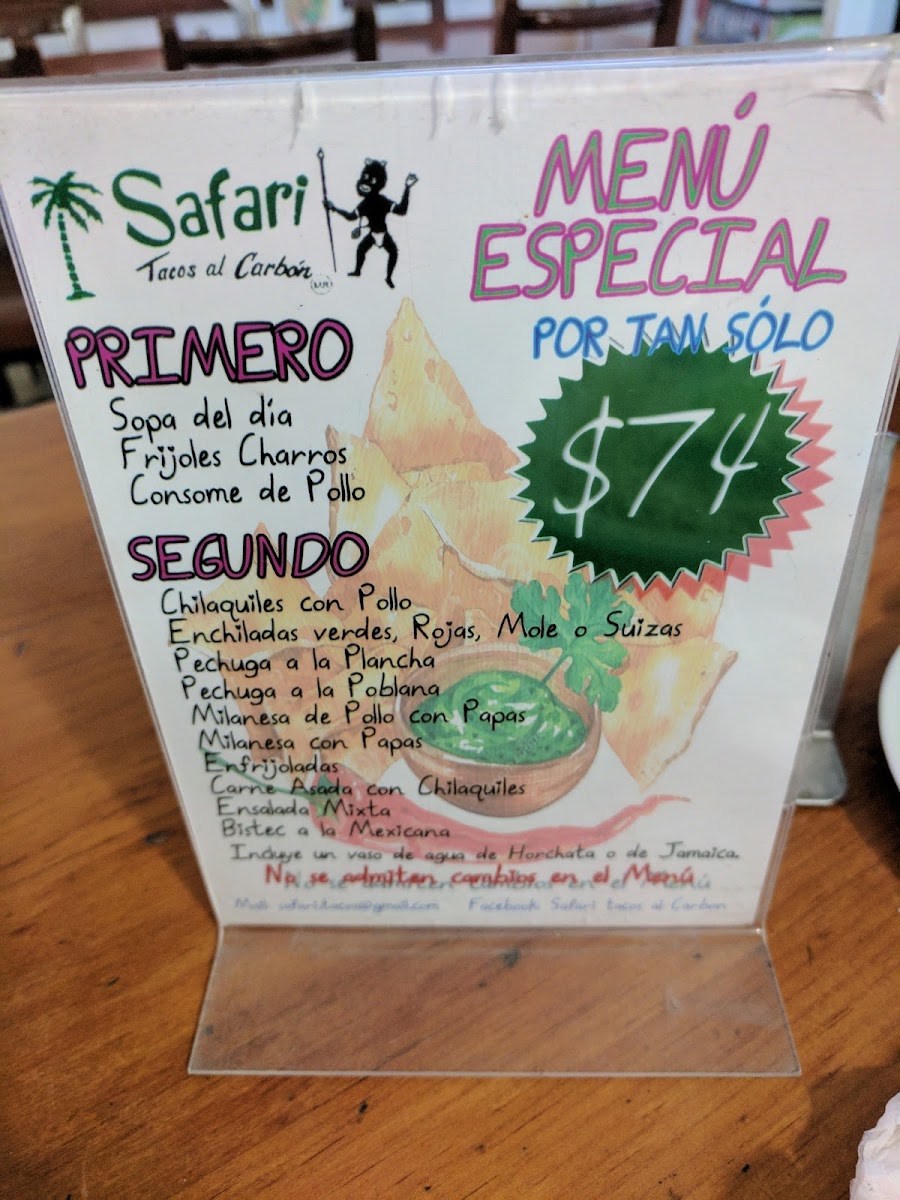 Safari
Tacos al Carbón
MR
MENÚ
ESPECIAL
POR TAN SÓLO
$74
PRIMERO
Sopa del día
Frijoles Charros
Consome de Pollo
SEGUNDO
Chilaquiles con Pollo
Enchiladas verdes, Rojas, Mole o Suizas
Pechuga a la Plancha
Pechuga a la Poblana
Milanesa de Pollo con Papas
Milanesa con Papas
Enfrijoladas
Carne Asada con Chilaquiles
Ensalada Mixta
Bistec a la Mexicana
Incluye un vaso de agua de Horchata o de Jamaica.
No se admiten cambios en el Menú
Mail: Facebook: Safari tacos al Carbon